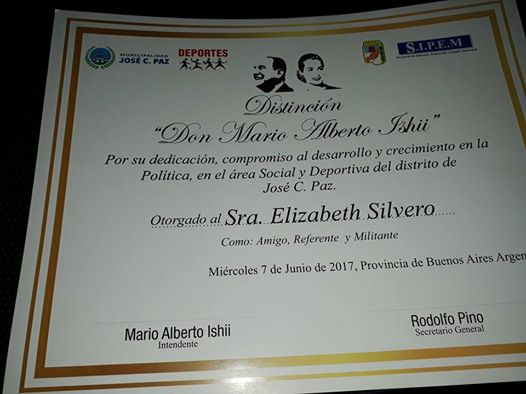 MUNICIPALIDAD
JOSÉ C. PAZ
DEPORTES
S.I.P.E.M
Distinción
“Don Mario Alberto Ishii”
Por su dedicación, compromiso al desarrollo y crecimiento en la
Política, en el área Social y Deportiva del distrito de
José C. Paz.
Otorgado al Sra. Elizabeth Silvero
Como: Amigo, Referente y Militante
Miércoles 7 de Junio de 2017, Provincia de Buenos Aires Argen
Mario Alberto Ishii
Intendente
Rodolfo Pino
Secretario General